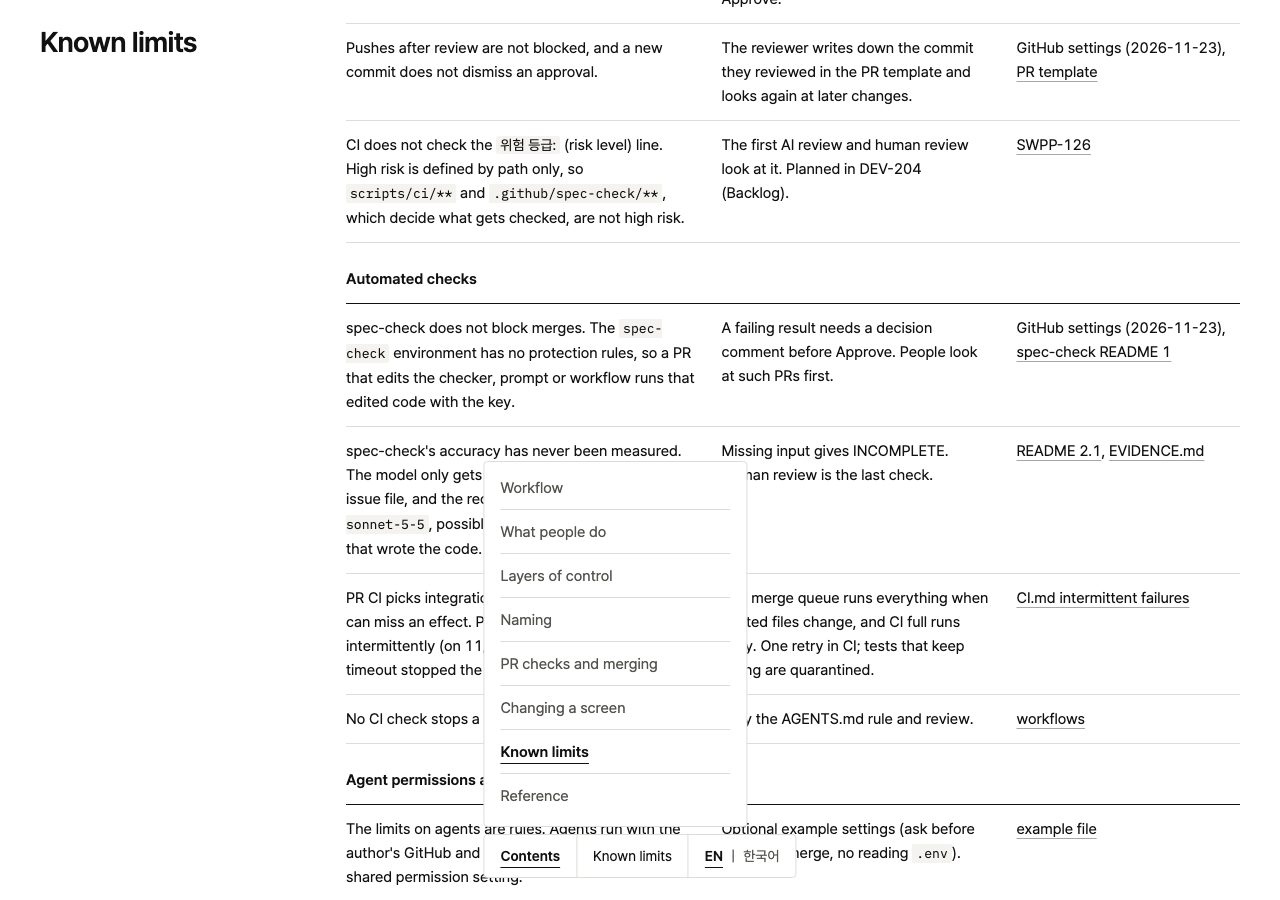 Approve.
Known limits
Pushes after review are not blocked, and a new
commit does not dismiss an approval.
The reviewer writes down the commit
they reviewed in the PR template and
looks again at later changes.
GitHub settings (2026-11-23),
PR template
CI does not check the 위험 등급: (risk level) line.
High risk is defined by path only, so
scripts/ci/** and .github/spec-check/**,
which decide what gets checked, are not high risk.
The first AI review and human review
look at it. Planned in DEV-204
(Backlog).
SWPP-126
Automated checks
spec-check does not block merges. The spec-
check environment has no protection rules, so a PR
that edits the checker, prompt or workflow runs that
edited code with the key.
A failing result needs a decision
comment before Approve. People look
at such PRs first.
GitHub settings (2026-11-23),
spec-check README 1
spec-check's accuracy has never been measured.
The model only gets
issue file, and the
sonnet-5-5, possibl
that wrote the code.
Missing input gives INCOMPLETE.
review is the last check.
README 2.1, EVIDENCE.md
PR CI picks
can miss an effect.
intermittently (on 11
timeout stopped the
merge queue runs everything when
files change, and CI full runs
One retry in CI; tests that keep
are quarantined.
CI.md intermittent failures
No CI check stops a
the AGENTS.md rule and review.
workflows
Agent permissions
The limits on agents are rules. Agents run with the
author's GitHub and
shared permission setting.
Optional example settings (ask before
no reading .env).
example file
Workflow
What people do
Layers of control
Naming
PR checks and merging
Changing a screen
Known limits
Reference
Contents
Known limits
EN | 한국어